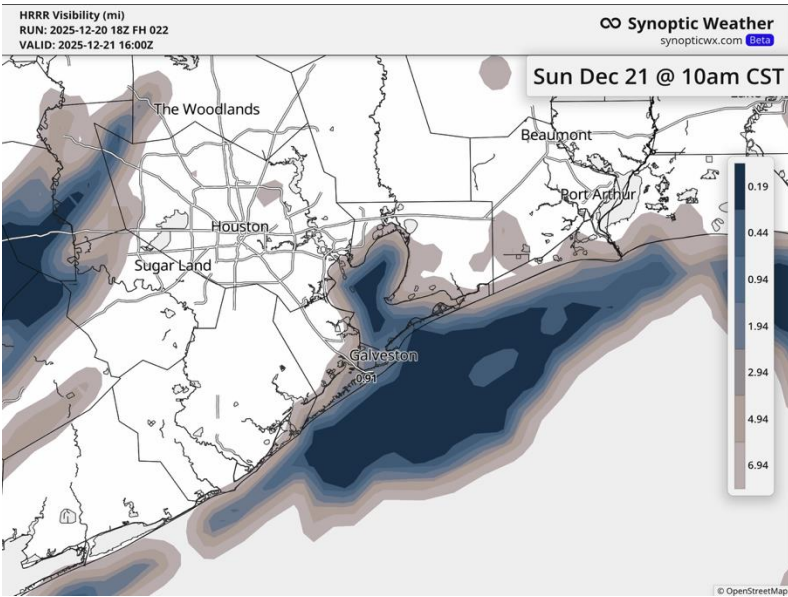 HRRR Visibility (mi)
RUN: 2025-12-20 18Z FH 022
VALID: 2025-12-21 16:00Z
Synoptic Weather
synopticwx.com Beta
Sun Dec 21 @ 10am CST
The Woodlands
Beaumont
Port Arthur
Houston
Sugar Land
Galveston
0.91
0.19
0.44
0.94
1.94
2.94
4.94
6.94
© OpenStreetMap